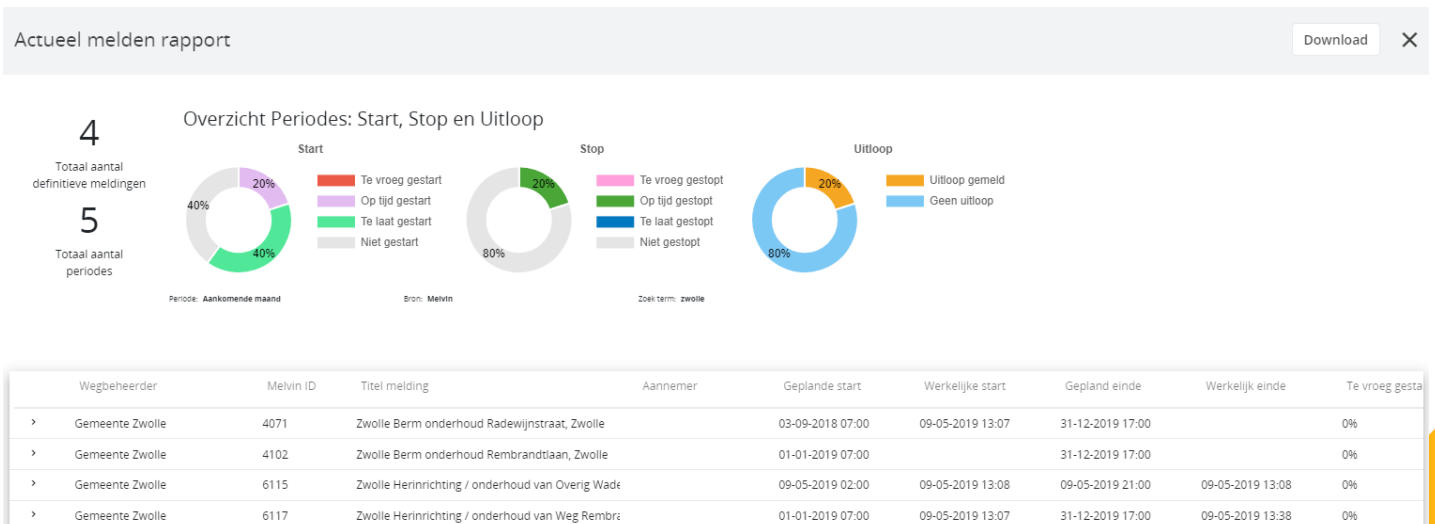 Actueel melden rapport
Download
4
Totaal aantal
definitieve meldingen
5
Totaal aantal
periodes
Overzicht Periodes: Start, Stop en Uitloop
Start
20%
40%
40%
Te vroeg gestart
Op tijd gestart
Te laat gestart
Niet gestart
Stop
20%
80%
Te vroeg gestopt
Op tijd gestopt
Te laat gestopt
Niet gestopt
Uitloop
20%
80%
Uitloop gemeld
Geen uitloop
Periode: Aankomende maand Bron: Melvin Zoek term: zwolle
Wegbeheerder Melvin ID Titel melding Aannemer Geplande start Werkelijke start Gepland einde Werkelijk einde Te vroeg gesta
Gemeente Zwolle 4071 Zwolle Berm onderhoud Radewijnstraat, Zwolle 03-09-2018 07:00 09-05-2019 13:07 31-12-2019 17:00 0%
Gemeente Zwolle 4102 Zwolle Berm onderhoud Rembrandtlaan, Zwolle 01-01-2019 07:00 31-12-2019 17:00 0%
Gemeente Zwolle 6115 Zwolle Herinrichting / onderhoud van Overig Wade 09-05-2019 02:00 09-05-2019 13:08 09-05-2019 21:00 09-05-2019 13:08 0%
Gemeente Zwolle 6117 Zwolle Herinrichting / onderhoud van Weg Rembra 01-01-2019 07:00 09-05-2019 13:07 31-12-2019 17:00 09-05-2019 13:38 0%